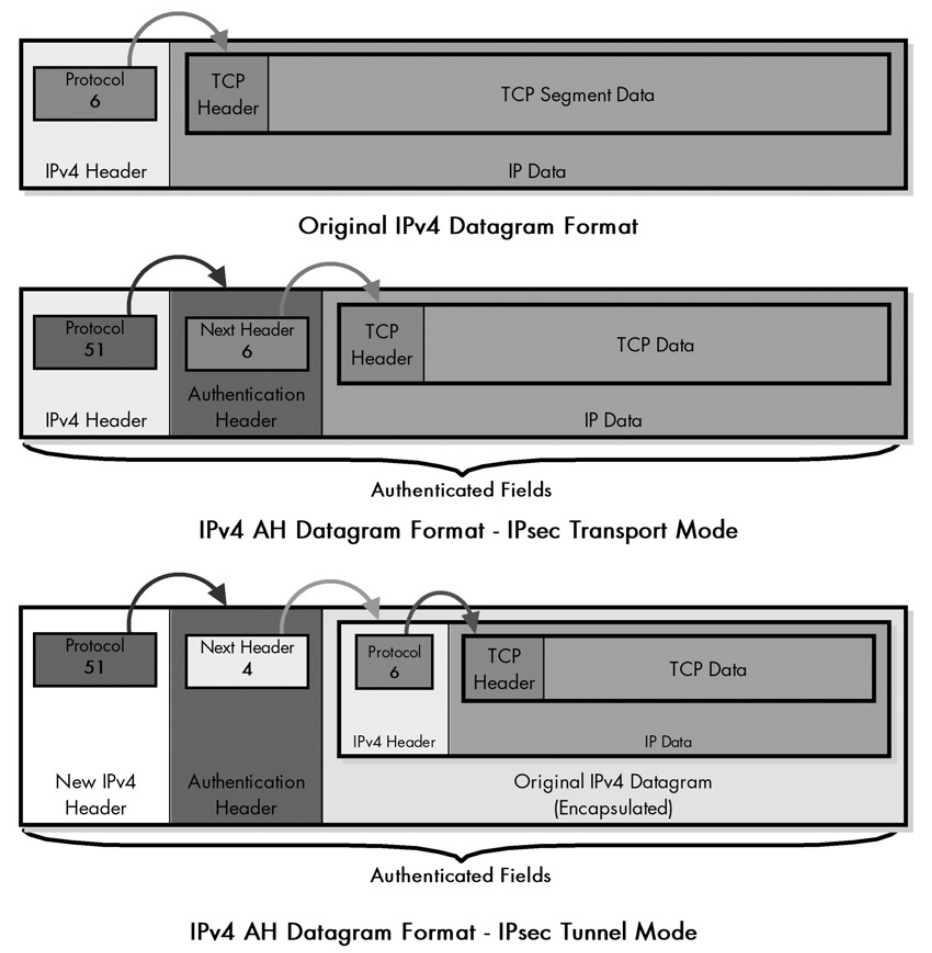 Protocol
6
TCP
Header
TCP Segment Data
IPv4 Header
IP Data
Original IPv4 Datagram Format
Protocol
51
Next Header
6
TCP
Header
TCP Data
Authentication
Header
IPv4 Header
IP Data
Authenticated Fields
IPv4 AH Datagram Format - IPsec Transport Mode
Protocol
51
Next Header
4
Protocol
6
TCP
Header
TCP Data
IPv4 Header
IP Data
New IPv4
Header
Authentication
Header
Original IPv4 Datagram
(Encapsulated)
Authenticated Fields
IPv4 AH Datagram Format - IPsec Tunnel Mode